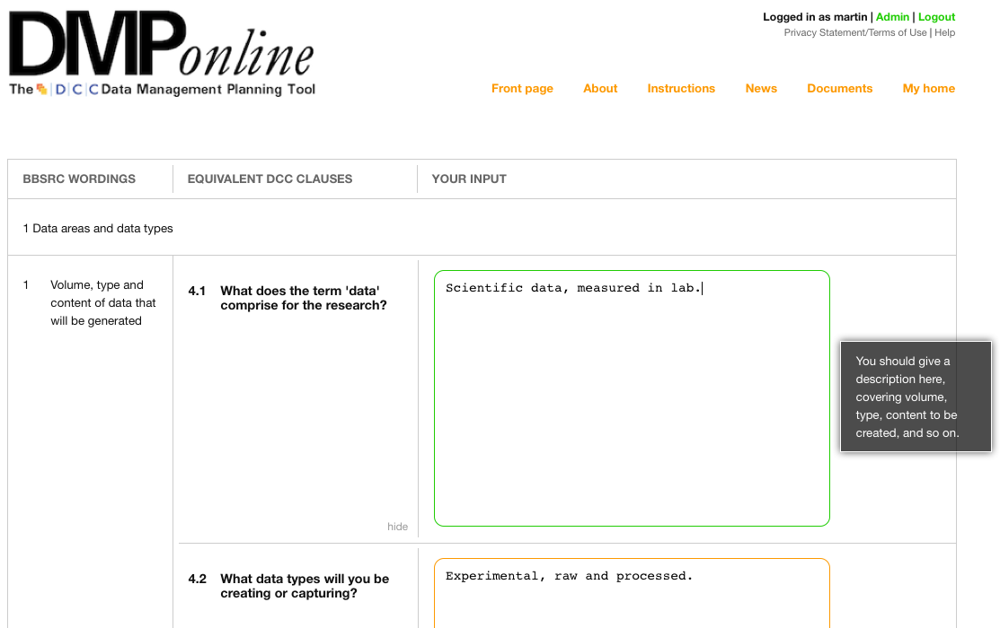 DMPonline
The DCC Data Management Planning Tool
Logged in as martin | Admin | Logout
Privacy Statement/Terms of Use | Help
Front page About Instructions News Documents My home
BBSRC WORDINGS EQUIVALENT DCC CLAUSES YOUR INPUT
1 Data areas and data types
1 Volume, type and
content of data that
will be generated
4.1 What does the term 'data'
comprise for the research?
hide
Scientific data, measured in lab.
You should give a
description here,
covering volume,
type, content to be
created, and so on.
4.2 What data types will you be
creating or capturing?
Experimental, raw and processed.